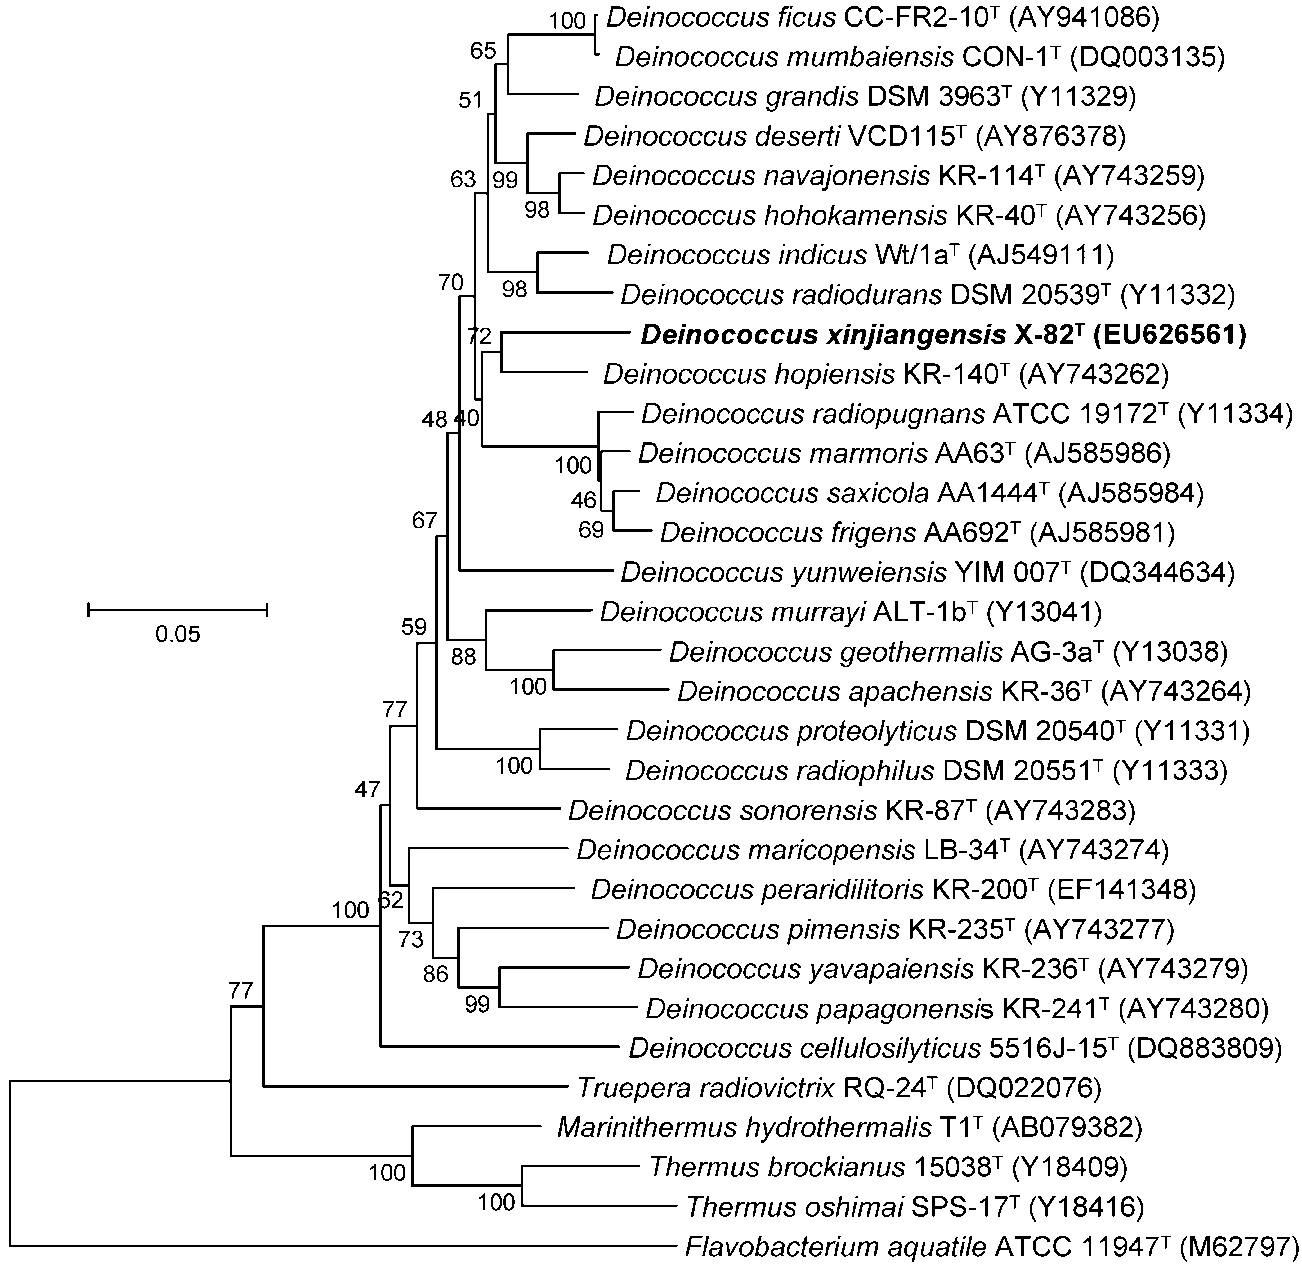 Deinococcus ficus CC-FR2-10ᵀ (AY941086)
100
65
Deinococcus mumbaiensis CON-1ᵀ (DQ003135)
Deinococcus grandis DSM 3963ᵀ (Y11329)
51
Deinococcus deserti VCD115ᵀ (AY876378)
Deinococcus navajonensis KR-114ᵀ (AY743259)
63
99
98
Deinococcus hohokamensis KR-40ᵀ (AY743256)
Deinococcus indicus Wt/1aᵀ (AJ549111)
70
98
Deinococcus radiodurans DSM 20539ᵀ (Y11332)
72
Deinococcus xinjiangensis X-82ᵀ (EU626561)
Deinococcus hopiensis KR-140ᵀ (AY743262)
48
40
Deinococcus radiopugnans ATCC 19172ᵀ (Y11334)
Deinococcus marmoris AA63ᵀ (AJ585986)
100
Deinococcus saxicola AA1444ᵀ (AJ585984)
46
67
69
Deinococcus frigens AA692ᵀ (AJ585981)
Deinococcus yunweiensis YIM 007ᵀ (DQ344634)
Deinococcus murrayi ALT-1bᵀ (Y13041)
0.05
59
88
Deinococcus geothermalis AG-3aᵀ (Y13038)
100
Deinococcus apachensis KR-36ᵀ (AY743264)
77
Deinococcus proteolyticus DSM 20540ᵀ (Y11331)
100
Deinococcus radiophilus DSM 20551ᵀ (Y11333)
47
Deinococcus sonorensis KR-87ᵀ (AY743283)
Deinococcus maricopensis LB-34ᵀ (AY743274)
Deinococcus peraridilitoris KR-200ᵀ (EF141348)
62
100
73
Deinococcus pimensis KR-235ᵀ (AY743277)
86
Deinococcus yavapaiensis KR-236ᵀ (AY743279)
77
99
Deinococcus papagonensis KR-241ᵀ (AY743280)
Deinococcus cellulosilyticus 5516J-15ᵀ (DQ883809)
Truepera radiovictrix RQ-24ᵀ (DQ022076)
Marinithermus hydrothermalis T1ᵀ (AB079382)
100
Thermus brockianus 15038ᵀ (Y18409)
100
Thermus oshimai SPS-17ᵀ (Y18416)
Flavobacterium aquatile ATCC 11947ᵀ (M62797)